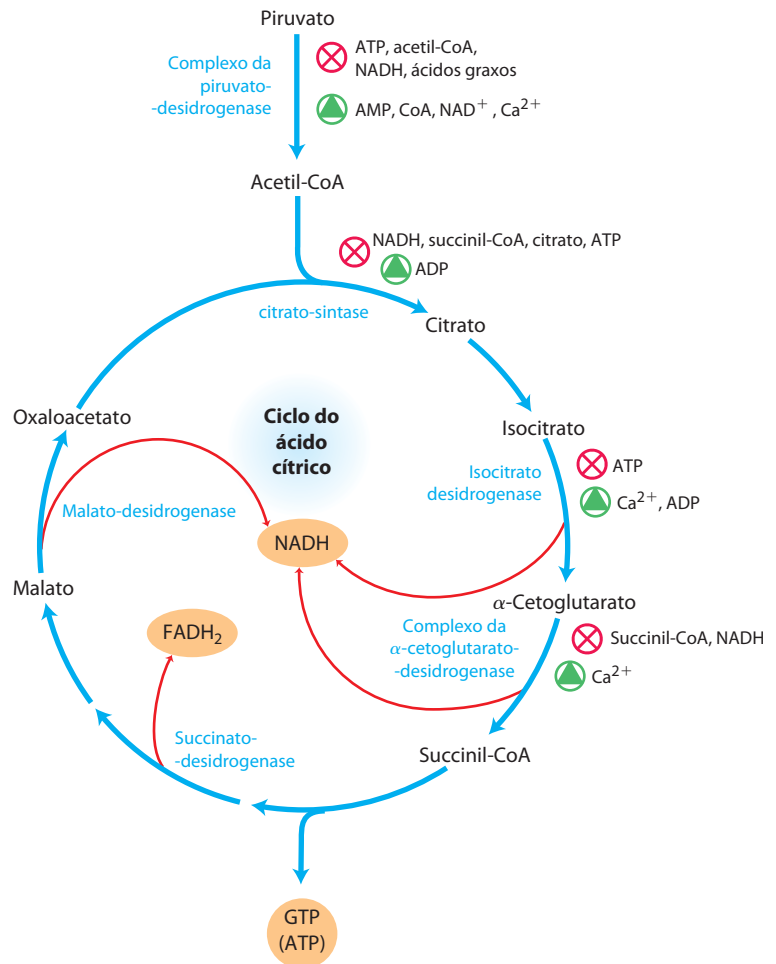 Piruvato
Complexo da
piruvato-
-desidrogenase
ATP, acetil-CoA,
NADH, ácidos graxos
AMP, CoA, NAD⁺ , Ca²⁺
Acetil-CoA
NADH, succinil-CoA, citrato, ATP
ADP
citrato-sintase
Citrato
Oxaloacetato
Ciclo do
ácido
cítrico
Isocitrato
Isocitrato
desidrogenase
ATP
Ca²⁺, ADP
Malato-desidrogenase
NADH
Malato
α-Cetoglutarato
FADH₂
Complexo da
α-cetoglutarato-
-desidrogenase
Succinil-CoA, NADH
Ca²⁺
Succinato-
-desidrogenase
Succinil-CoA
GTP
(ATP)